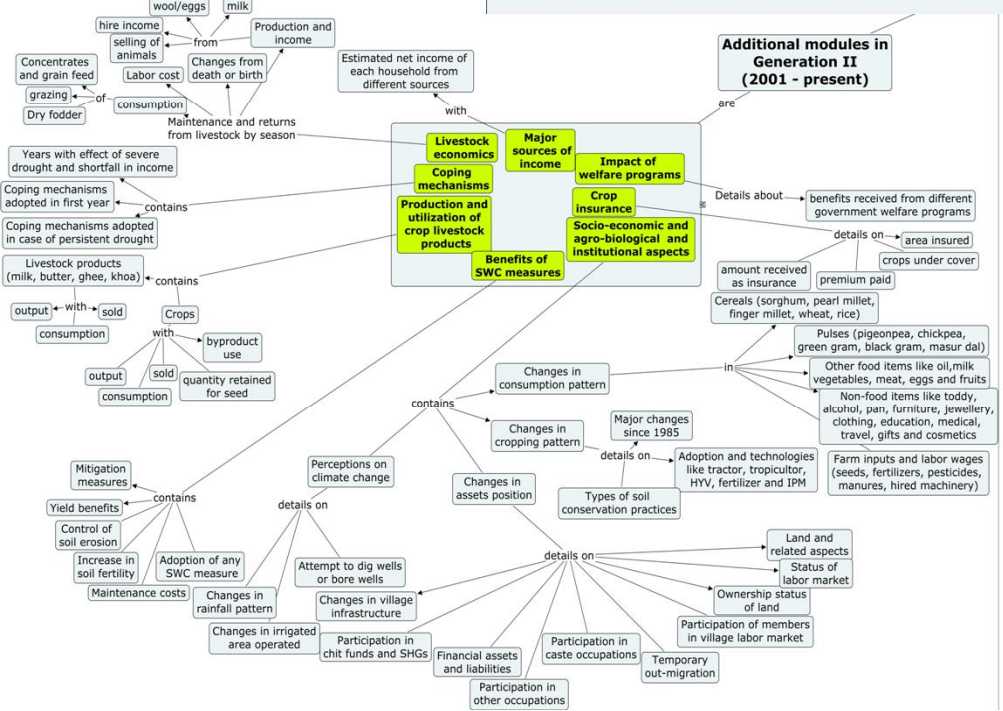 wool/eggs
milk
hire income
from
selling of
animals
Production and
income
Concentrates
and grain feed
Labor cost
Changes from
death or birth
grazing
of
consumption
Dry fodder
Maintenance and returns
from livestock by season
Estimated net income of
each household from
different sources
with
Additional modules in
Generation II
(2001 - present)
are
Livestock
economics
Major
sources of
income
Impact of
welfare programs
Coping
mechanisms
Crop
insurance
Production and
utilization of
crop livestock
products
Socio-economic and
agro-biological and
institutional aspects
Benefits of
SWC measures
Years with effect of severe
drought and shortfall in income
Coping mechanisms
adopted in first year
contains
Coping mechanisms adopted
in case of persistent drought
Details about
benefits received from different
government welfare programs
details on
area insured
crops under cover
premium paid
amount received
as insurance
Livestock products
(milk, butter, ghee, khoa)
contains
output
with
sold
consumption
Crops
with
byproduct
use
output
sold
consumption
quantity retained
for seed
Cereals (sorghum, pearl millet,
finger millet, wheat, rice)
Pulses (pigeonpea, chickpea,
green gram, black gram, masur dal)
in
Other food items like oil,milk
vegetables, meat, eggs and fruits
Non-food items like toddy,
alcohol, pan, furniture, jewellery,
clothing, education, medical,
travel, gifts and cosmetics
Farm inputs and labor wages
(seeds, fertilizers, pesticides,
manures, hired machinery)
Changes in
consumption pattern
contains
Changes in
cropping pattern
Major changes
since 1985
details on
Adoption and technologies
like tractor, tropicultor,
HYV, fertilizer and IPM
Types of soil
conservation practices
Changes in
assets position
Perceptions on
climate change
details on
Attempt to dig wells
or bore wells
Changes in
rainfall pattern
Changes in irrigated
area operated
Mitigation
measures
contains
Yield benefits
Control of
soil erosion
Increase in
soil fertility
Adoption of any
SWC measure
Maintenance costs
details on
Land and
related aspects
Status of
labor market
Ownership status
of land
Participation of members
in village labor market
Changes in village
infrastructure
Participation in
chit funds and SHGs
Financial assets
and liabilities
Participation in
other occupations
Participation in
caste occupations
Temporary
out-migration